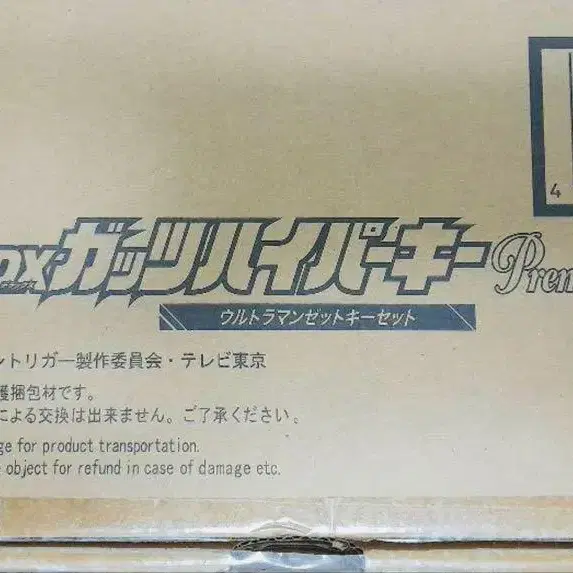 DXガッツハイパーキー Prem
ウルトラマンゼットキーセット
4
ントリガー製作委員会・テレビ東京
護梱包材です。
による交換は出来ません。ご了承ください。
ge for product transportation.
object for refund in case of damage etc.